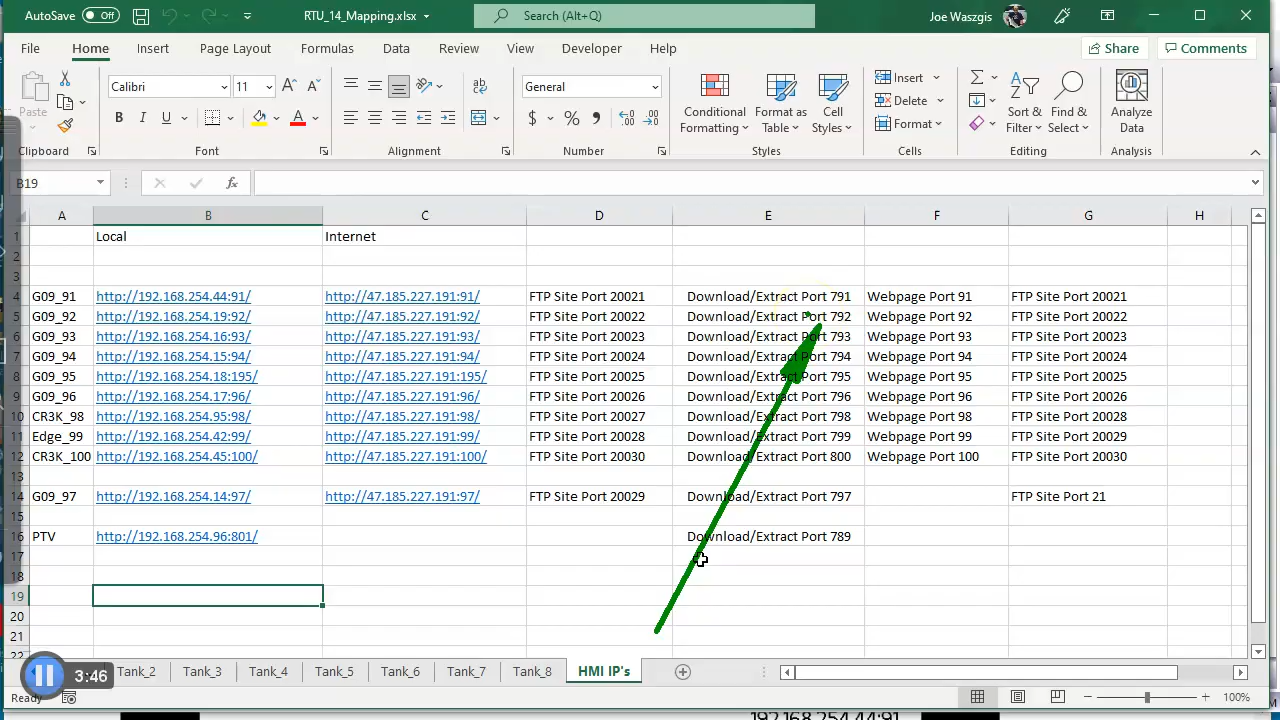 AutoSave Off RTU_14_Mapping.xlsx Search (Alt+Q) Joe Waszgis
File Home Insert Page Layout Formulas Data Review View Developer Help Share Comments
Paste Calibri 11 General Conditional Formatting Format as Table Cell Styles Insert Delete Format Sort & Filter Find & Select Analyze Data
B I U
Clipboard Font Alignment Number Styles Cells Editing Analysis
B19
A B C D E F G H
1 Local Internet
2
3
4 G09_91 http://192.168.254.44:91/ http://47.185.227.191:91/ FTP Site Port 20021 Download/Extract Port 791 Webpage Port 91 FTP Site Port 20021
5 G09_92 http://192.168.254.19:92/ http://47.185.227.191:92/ FTP Site Port 20022 Download/Extract Port 792 Webpage Port 92 FTP Site Port 20022
6 G09_93 http://192.168.254.16:93/ http://47.185.227.191:93/ FTP Site Port 20023 Download/Extract Port 793 Webpage Port 93 FTP Site Port 20023
7 G09_94 http://192.168.254.15:94/ http://47.185.227.191:94/ FTP Site Port 20024 Download/Extract Port 794 Webpage Port 94 FTP Site Port 20024
8 G09_95 http://192.168.254.18:195/ http://47.185.227.191:195/ FTP Site Port 20025 Download/Extract Port 795 Webpage Port 95 FTP Site Port 20025
9 G09_96 http://192.168.254.17:96/ http://47.185.227.191:96/ FTP Site Port 20026 Download/Extract Port 796 Webpage Port 96 FTP Site Port 20026
10 CR3K_98 http://192.168.254.95:98/ http://47.185.227.191:98/ FTP Site Port 20027 Download/Extract Port 798 Webpage Port 98 FTP Site Port 20028
11 Edge_99 http://192.168.254.42:99/ http://47.185.227.191:99/ FTP Site Port 20028 Download/Extract Port 799 Webpage Port 99 FTP Site Port 20029
12 CR3K_100 http://192.168.254.45:100/ http://47.185.227.191:100/ FTP Site Port 20030 Download/Extract Port 800 Webpage Port 100 FTP Site Port 20030
13
14 G09_97 http://192.168.254.14:97/ http://47.185.227.191:97/ FTP Site Port 20029 Download/Extract Port 797 FTP Site Port 21
15
16 PTV http://192.168.254.96:801/ Download/Extract Port 789
17
18
19
20
21
22
3:46 Tank_2 Tank_3 Tank_4 Tank_5 Tank_6 Tank_7 Tank_8 HMI IP's
Ready 100%
192.168.254.44:91